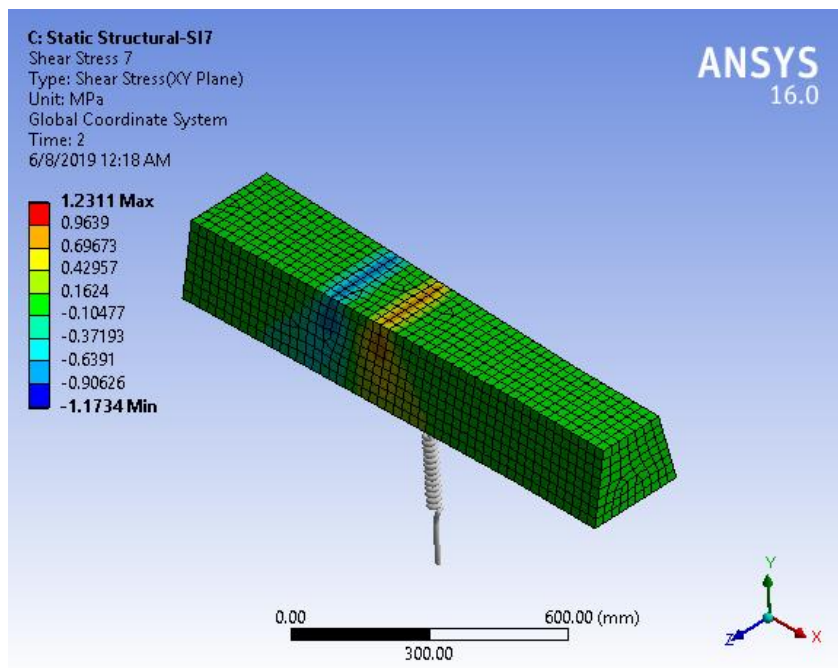 C: Static Structural-SI7
Shear Stress 7
Type: Shear Stress(XY Plane)
Unit: MPa
Global Coordinate System
Time: 2
6/8/2019 12:18 AM
ANSYS
16.0
1.2311 Max
0.9639
0.69673
0.42957
0.1624
-0.10477
-0.37193
-0.6391
-0.90626
-1.1734 Min
0.00
600.00 (mm)
300.00
Y
Z
X